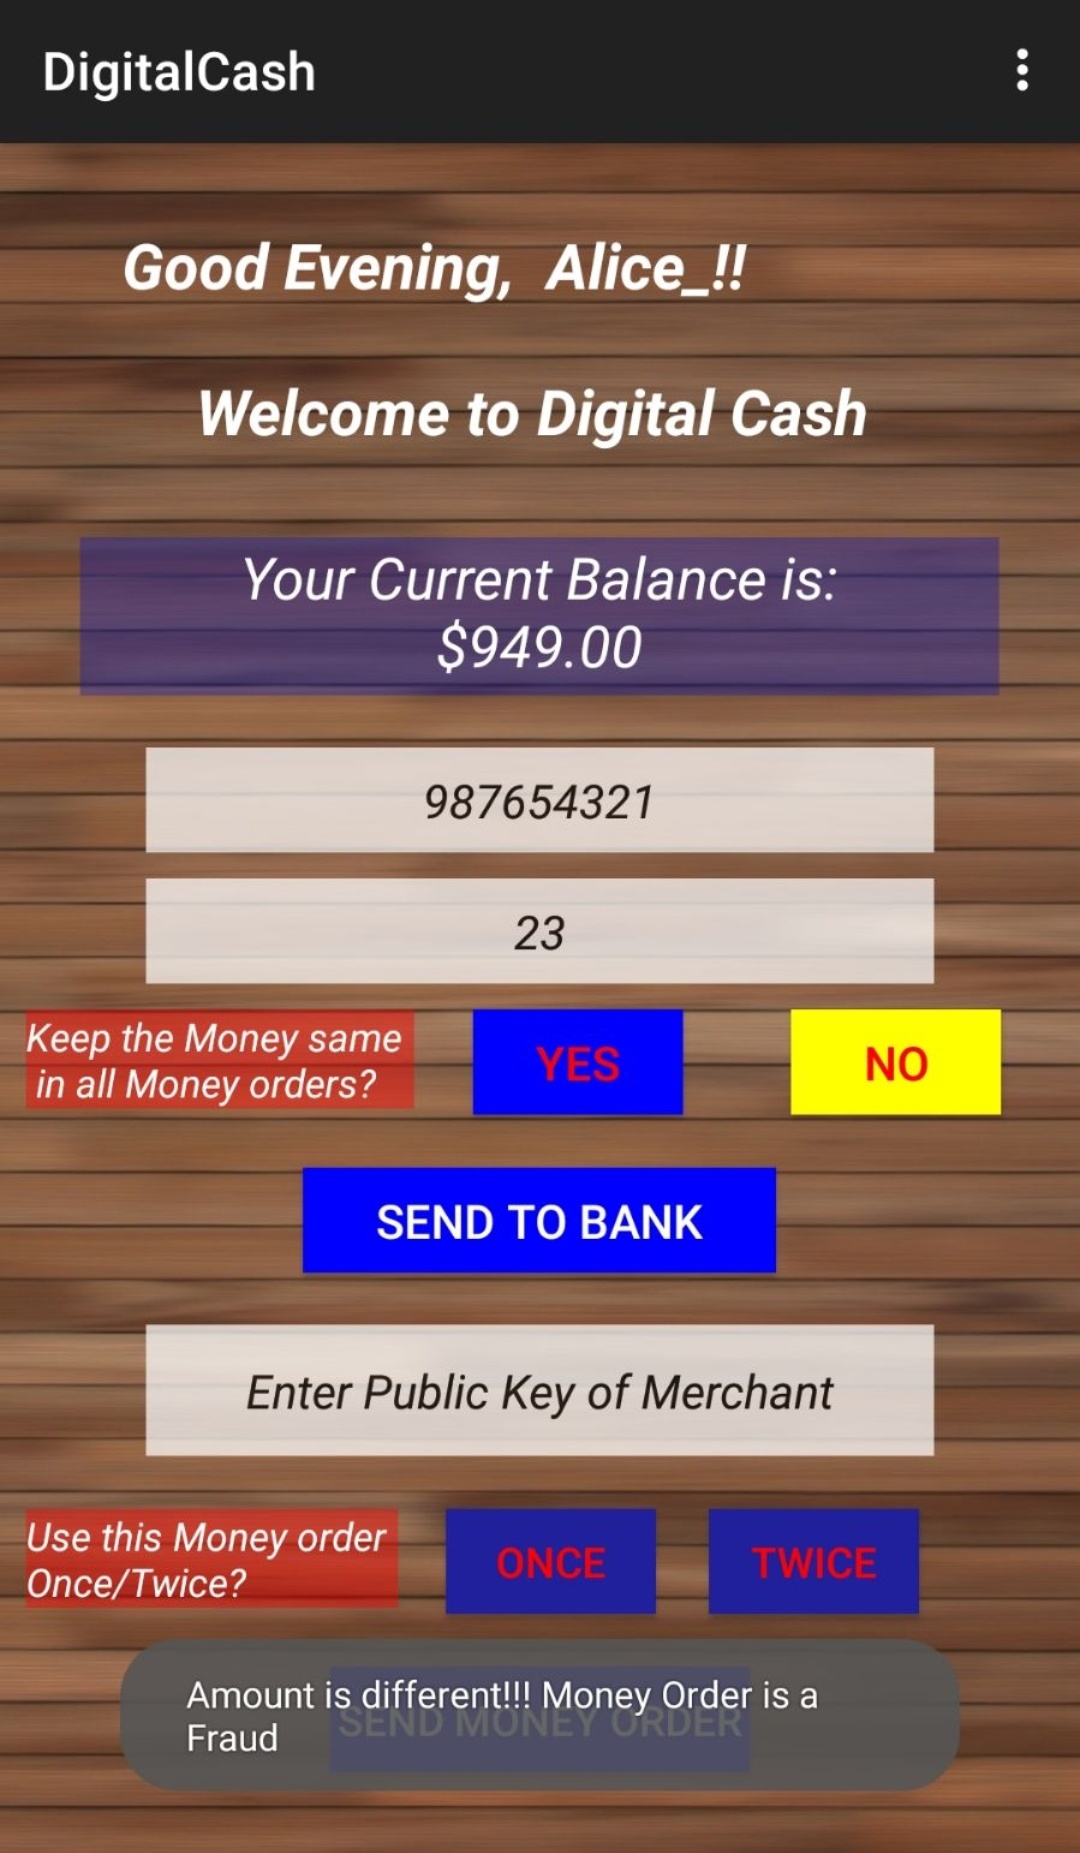 DigitalCash
Good Evening, Alice_!!
Welcome to Digital Cash
Your Current Balance is:
$949.00
987654321
23
Keep the Money same
in all Money orders?
YES
NO
SEND TO BANK
Enter Public Key of Merchant
Use this Money order
Once/Twice?
ONCE
TWICE
Amount is different!!! Money Order is a
Fraud
SEND MONEY ORDER